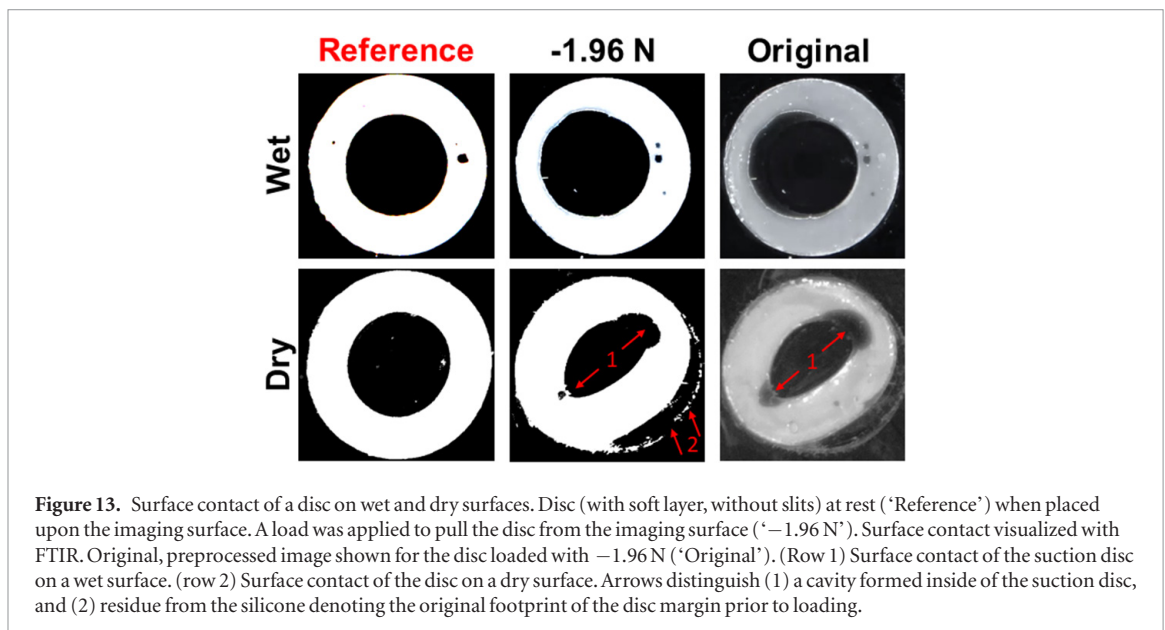 Reference -1.96 N Original
Wet
Dry
1 1
2
Figure 13. Surface contact of a disc on wet and dry surfaces. Disc (with soft layer, without slits) at rest (‘Reference’) when placed
upon the imaging surface. A load was applied to pull the disc from the imaging surface (‘−1.96 N’). Surface contact visualized with
FTIR. Original, preprocessed image shown for the disc loaded with −1.96 N (‘Original’). (Row 1) Surface contact of the suction disc
on a wet surface. (row 2) Surface contact of the disc on a dry surface. Arrows distinguish (1) a cavity formed inside of the suction disc,
and (2) residue from the silicone denoting the original footprint of the disc margin prior to loading.